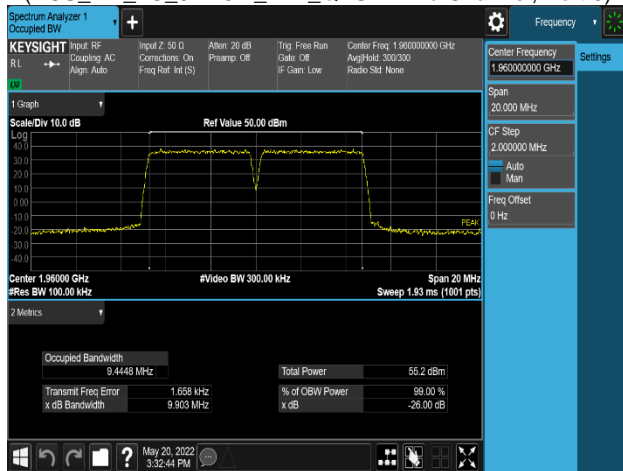 Spectrum Analyzer 1
Occupied BW
Frequency
KEYSIGHT Input: RF
RL
Coupling: AC
Align: Auto
Input Z: 50 Ω
Corrections: On
Freq Ref: Int (S)
Atten: 20 dB
Preamp: Off
Trig: Free Run
Gate: Off
IF Gain: Low
Center Freq: 1.960000000 GHz
Avg|Hold: 300/300
Radio Std: None
Center Frequency
1.960000000 GHz
Settings
Span
20.000 MHz
CF Step
2.000000 MHz
Auto
Man
Freq Offset
0 Hz
1 Graph
Scale/Div 10.0 dB
Ref Value 50.00 dBm
Log
40.0
30.0
20.0
10.0
0.00
-10.0
-20.0
-30.0
-40.0
PEAK
Center 1.96000 GHz
#Video BW 300.00 kHz
Span 20 MHz
#Res BW 100.00 kHz
Sweep 1.93 ms (1001 pts)
2 Metrics
Occupied Bandwidth
9.4448 MHz
Total Power 55.2 dBm
Transmit Freq Error 1.658 kHz
% of OBW Power 99.00 %
x dB Bandwidth 9.903 MHz
x dB -26.00 dB
May 20, 2022
3:32:44 PM